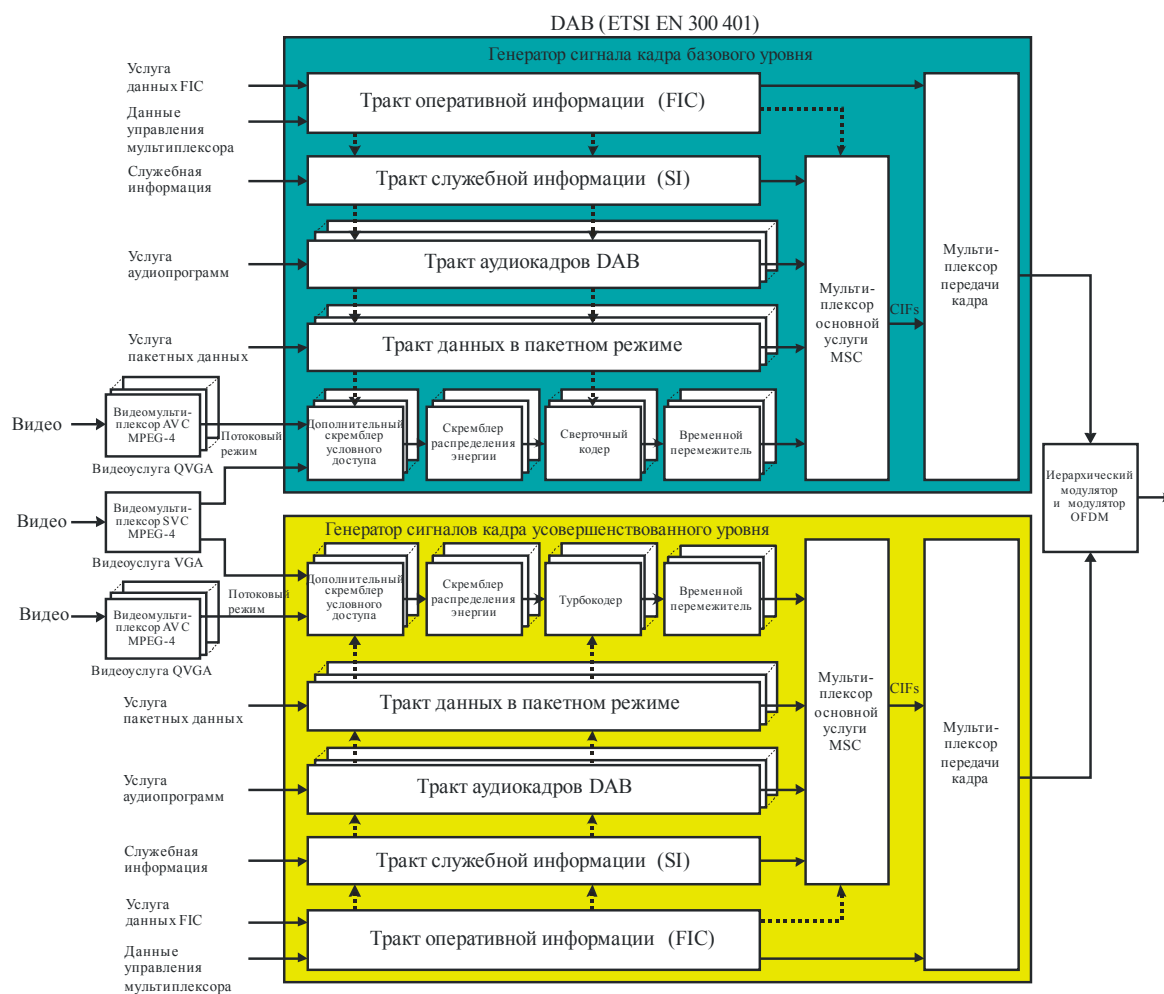 DAB (ETSI EN 300 401)
Генератор сигнала кадра базового уровня
Услуга
данных FIC
Данные
управления
мультиплексора
Тракт оперативной информации (FIC)
Служебная
информация
Тракт служебной информации (SI)
Услуга
аудиопрограмм
Тракт аудиокадров DAB
Услуга
пакетных данных
Тракт данных в пакетном режиме
Мульти-
плексор
основной
услуги
MSC
CIFs
Мульти-
плексор
передачи
кадра
Видео
Видеомульти-
плексор AVC
MPEG-4
Видеоуслуга QVGA
Потоковый
режим
Дополнительный
скремблер
условного
доступа
Скремблер
распределения
энергии
Сверточный
кодер
Временной
перемежитель
Видео
Видеомульти-
плексор SVC
MPEG-4
Видеоуслуга VGA
Иерархический
модулятор
и модулятор
OFDM
Генератор сигналов кадра усовершенствованного уровня
Видео
Видеомульти-
плексор AVC
MPEG-4
Видеоуслуга QVGA
Потоковый
режим
Дополнительный
скремблер
условного
доступа
Скремблер
распределения
энергии
Турбокодер
Временной
перемежитель
Услуга
пакетных данных
Тракт данных в пакетном режиме
Мульти-
плексор
основной
услуги
MSC
CIFs
Мульти-
плексор
передачи
кадра
Услуга
аудиопрограмм
Тракт аудиокадров DAB
Служебная
информация
Тракт служебной информации (SI)
Услуга
данных FIC
Данные
управления
мультиплексора
Тракт оперативной информации (FIC)